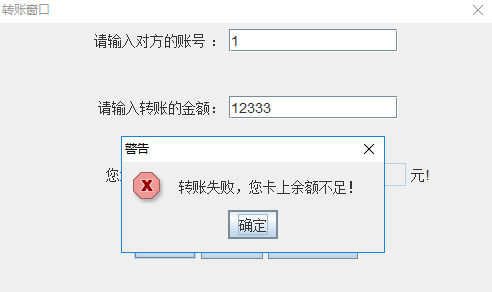 转账窗口
请输入对方的账号 ：
1
请输入转账的金额：
12333
警告
您
元!
转账失败，您卡上余额不足！
确定